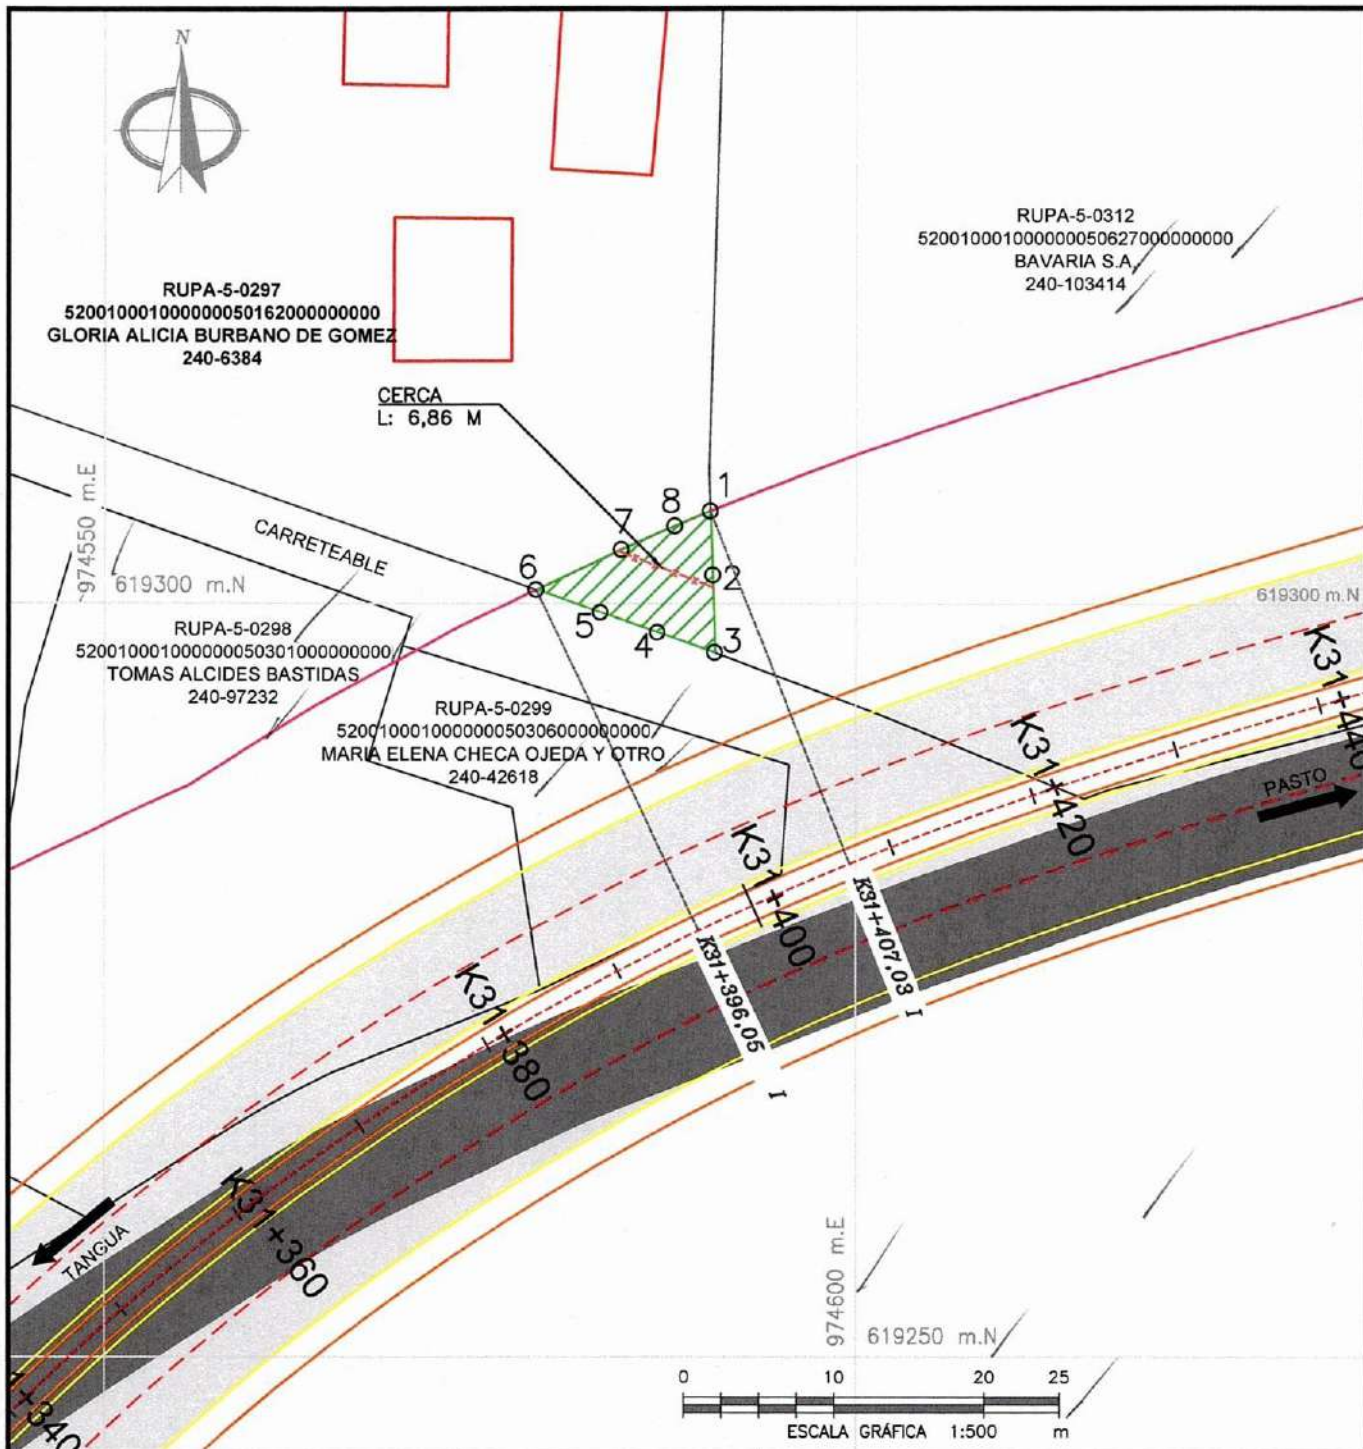 N
RUPA-5-0312
520010001000000050627000000000
BAVARIA S.A.
240-103414
RUPA-5-0297
520010001000000050162000000000
GLORIA ALICIA BURBANO DE GOMEZ
240-6384
CERCA
L: 6,86 M
1
8
7
2
6
5
4
3
974550 m.E
CARRETEABLE
619300 m.N
619300 m.N
RUPA-5-0298
520010001000000050301000000000
TOMAS ALCIDES BASTIDAS
240-97232
RUPA-5-0299
520010001000000050306000000000
MARIA ELENA CHECA OJEDA Y OTRO
240-42618
K31+440
K31+420
PASTO
K31+400
K31+407,03
I
K31+396,05
I
K31+380
K31+360
TANGUA
1+340
974600 m.E
619250 m.N
0 10 20 25
ESCALA GRÁFICA 1:500 m